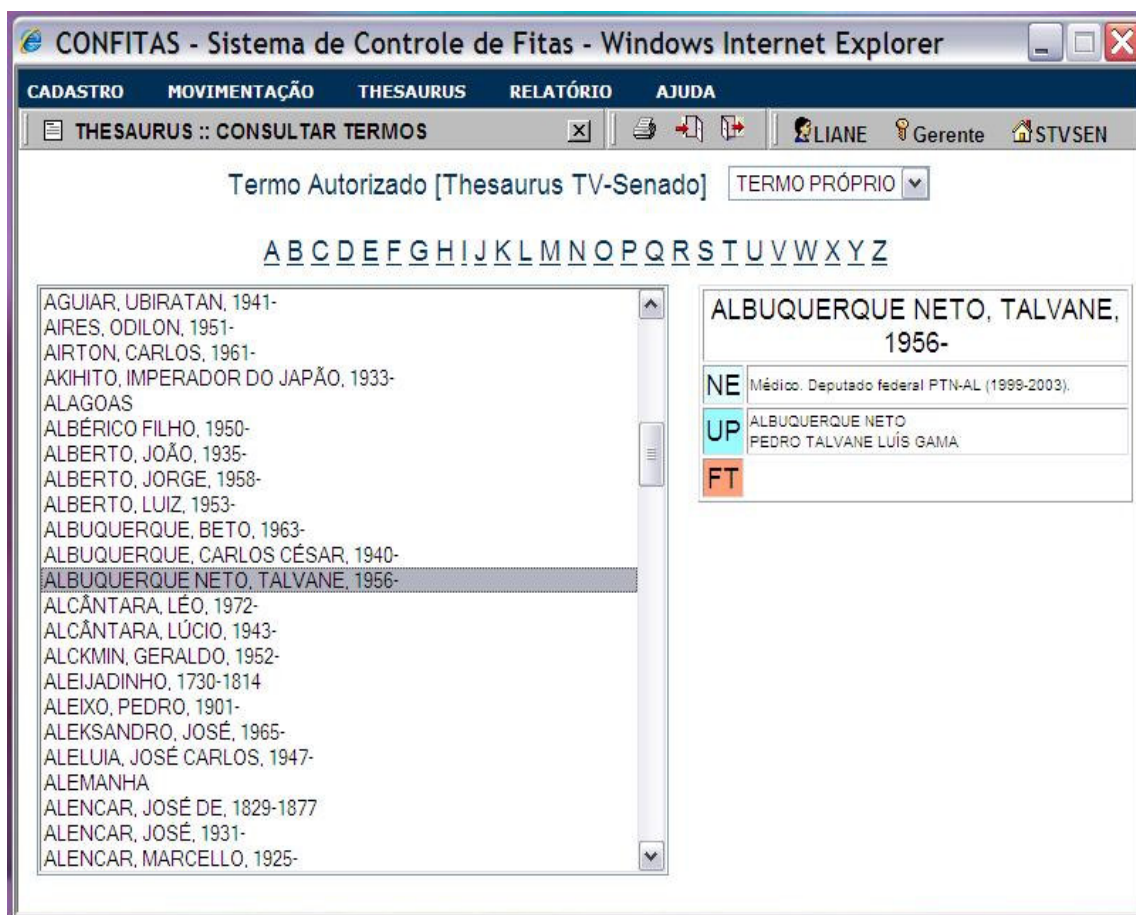 CONFITAS - Sistema de Controle de Fitas - Windows Internet Explorer
CADASTRO MOVIMENTAÇÃO THESAURUS RELATÓRIO AJUDA
THESAURUS :: CONSULTAR TERMOS LIANE Gerente STVSEN
Termo Autorizado [Thesaurus TV-Senado] TERMO PRÓPRIO
A B C D E F G H I J K L M N O P Q R S T U V W X Y Z
AGUIAR, UBIRATAN, 1941-
AIRES, ODILON, 1951-
AIRTON, CARLOS, 1961-
AKIHITO, IMPERADOR DO JAPÃO, 1933-
ALAGOAS
ALBÉRICO FILHO, 1950-
ALBERTO, JOÃO, 1935-
ALBERTO, JORGE, 1958-
ALBERTO, LUIZ, 1953-
ALBUQUERQUE, BETO, 1963-
ALBUQUERQUE, CARLOS CÉSAR, 1940-
ALBUQUERQUE NETO, TALVANE, 1956-
ALCÂNTARA, LÉO, 1972-
ALCÂNTARA, LÚCIO, 1943-
ALCKMIN, GERALDO, 1952-
ALEIJADINHO, 1730-1814
ALEIXO, PEDRO, 1901-
ALEKSANDRO, JOSÉ, 1965-
ALELUIA, JOSÉ CARLOS, 1947-
ALEMANHA
ALENCAR, JOSÉ DE, 1829-1877
ALENCAR, JOSÉ, 1931-
ALENCAR, MARCELLO, 1925-
ALBUQUERQUE NETO, TALVANE,
1956-
NE Médico. Deputado federal PTN-AL (1999-2003).
UP ALBUQUERQUE NETO
PEDRO TALVANE LUÍS GAMA
FT